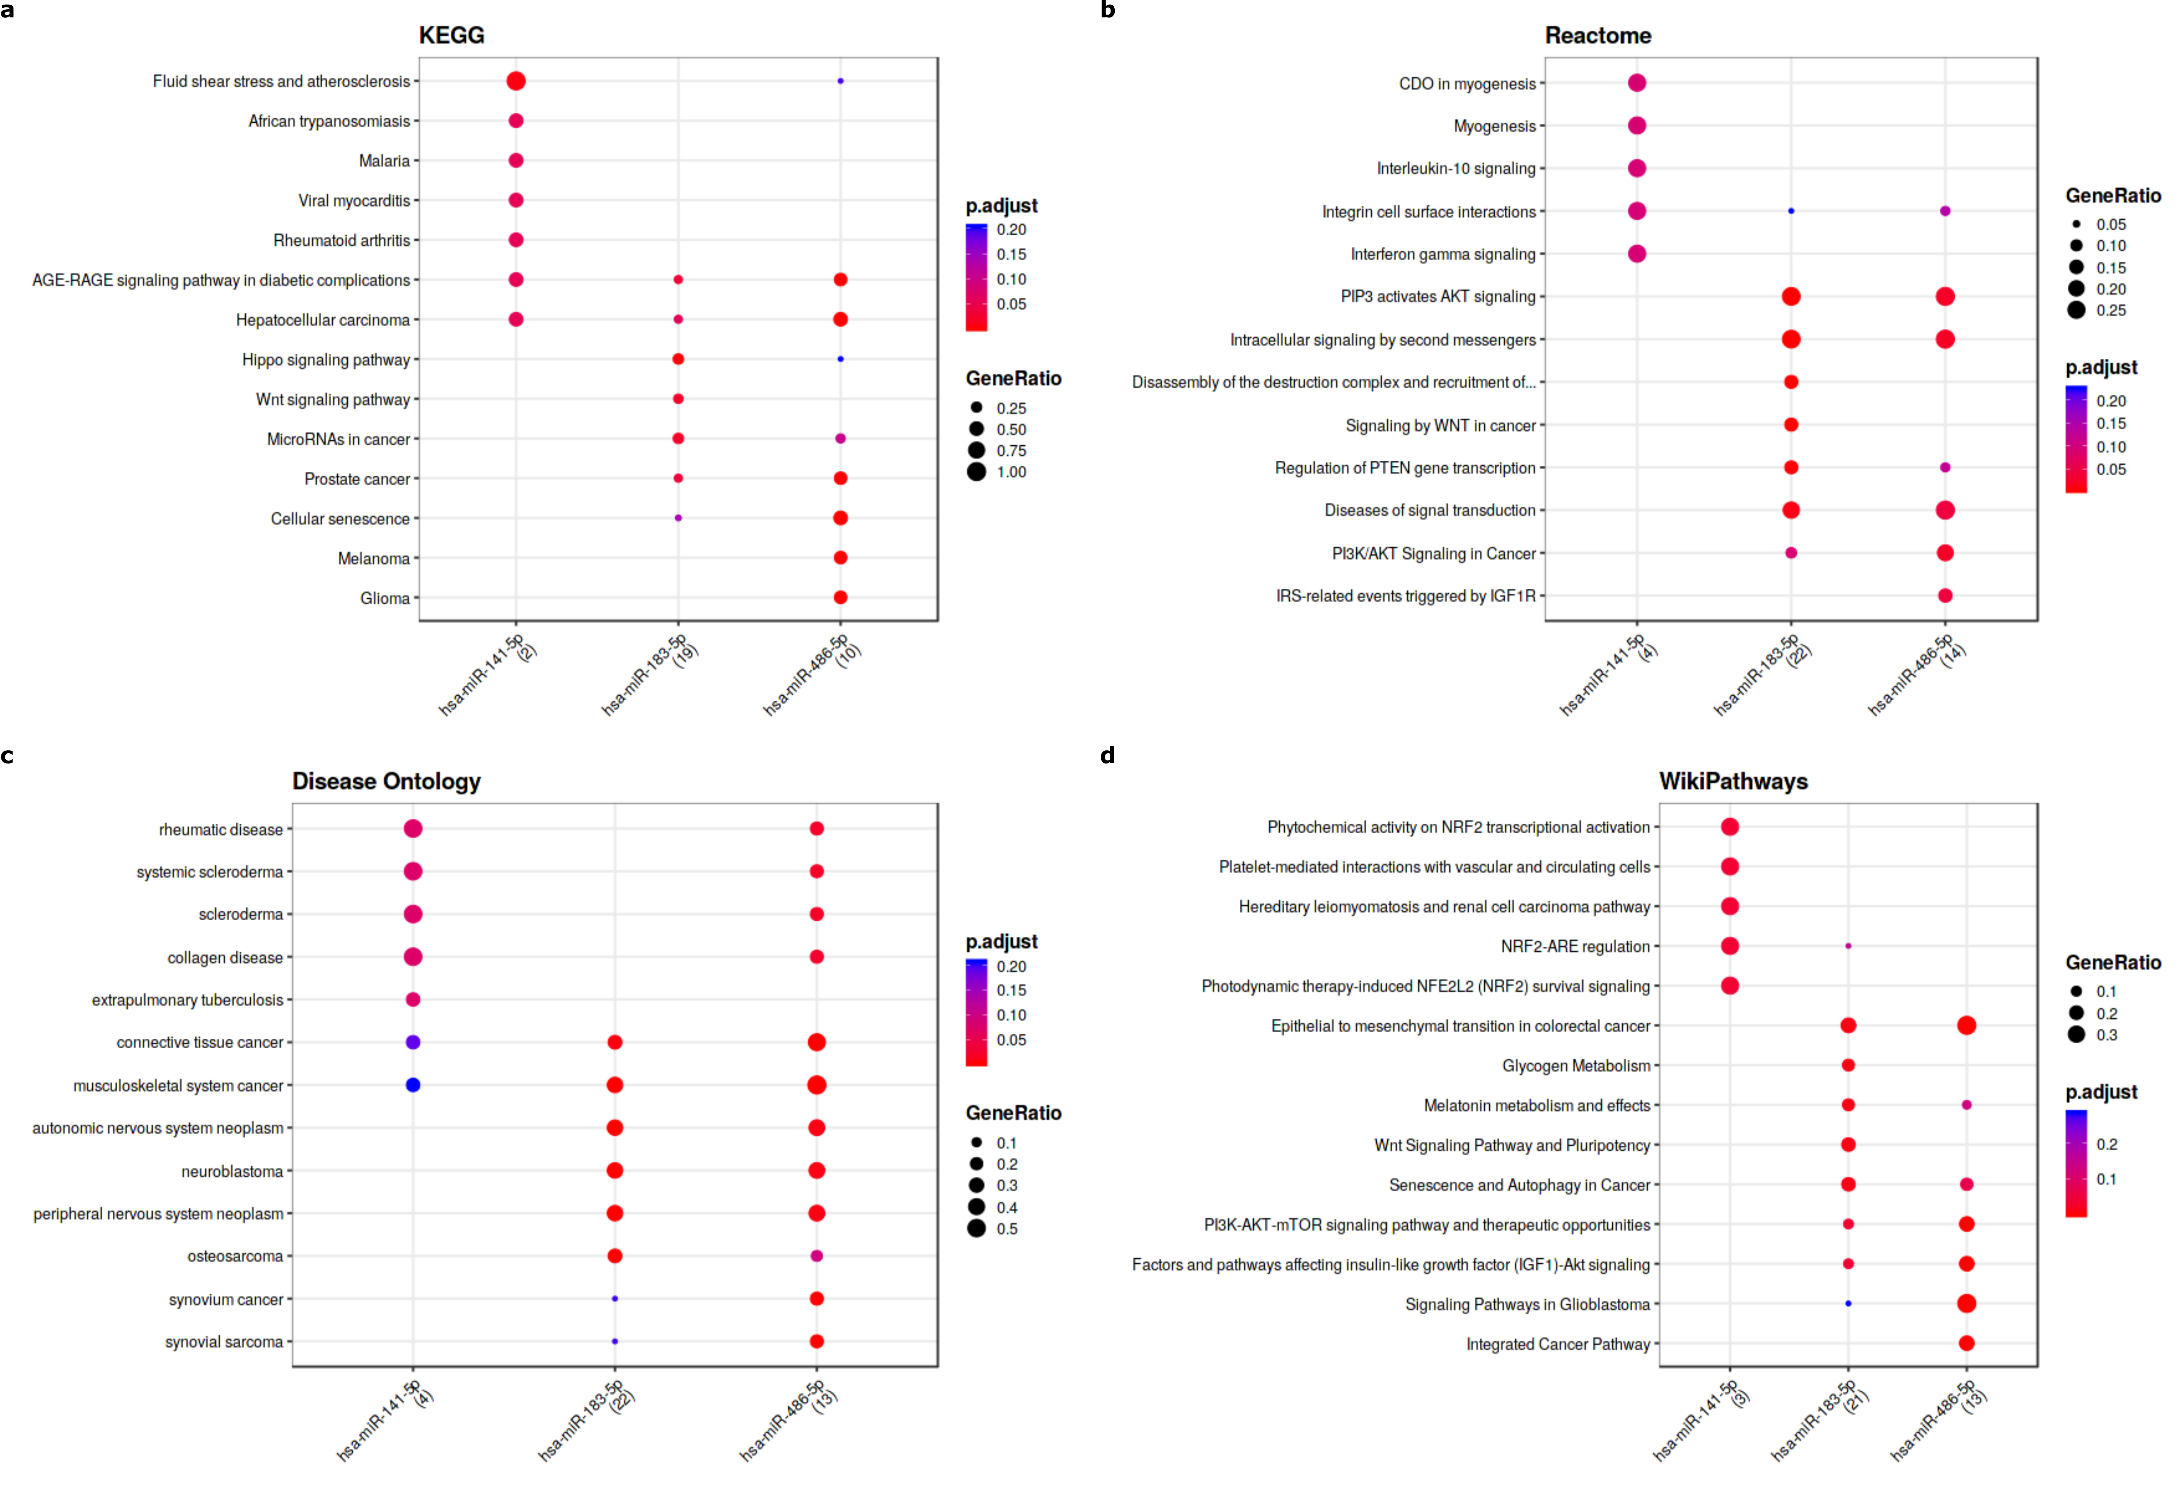 a
KEGG
Fluid shear stress and atherosclerosis
African trypanosomiasis
Malaria
Viral myocarditis
Rheumatoid arthritis
AGE-RAGE signaling pathway in diabetic complications
Hepatocellular carcinoma
Hippo signaling pathway
Wnt signaling pathway
MicroRNAs in cancer
Prostate cancer
Cellular senescence
Melanoma
Glioma
hsa-miR-141-5p
(2)
hsa-miR-183-5p
(19)
hsa-miR-486-5p
(10)
p.adjust
0.20
0.15
0.10
0.05
GeneRatio
0.25
0.50
0.75
1.00
b
Reactome
CDO in myogenesis
Myogenesis
Interleukin-10 signaling
Integrin cell surface interactions
Interferon gamma signaling
PIP3 activates AKT signaling
Intracellular signaling by second messengers
Disassembly of the destruction complex and recruitment of...
Signaling by WNT in cancer
Regulation of PTEN gene transcription
Diseases of signal transduction
PI3K/AKT Signaling in Cancer
IRS-related events triggered by IGF1R
hsa-miR-141-5p
(4)
hsa-miR-183-5p
(22)
hsa-miR-486-5p
(14)
GeneRatio
0.05
0.10
0.15
0.20
0.25
p.adjust
0.20
0.15
0.10
0.05
c
Disease Ontology
rheumatic disease
systemic scleroderma
scleroderma
collagen disease
extrapulmonary tuberculosis
connective tissue cancer
musculoskeletal system cancer
autonomic nervous system neoplasm
neuroblastoma
peripheral nervous system neoplasm
osteosarcoma
synovium cancer
synovial sarcoma
hsa-miR-141-5p
(4)
hsa-miR-183-5p
(22)
hsa-miR-486-5p
(13)
p.adjust
0.20
0.15
0.10
0.05
GeneRatio
0.1
0.2
0.3
0.4
0.5
d
WikiPathways
Phytochemical activity on NRF2 transcriptional activation
Platelet-mediated interactions with vascular and circulating cells
Hereditary leiomyomatosis and renal cell carcinoma pathway
NRF2-ARE regulation
Photodynamic therapy-induced NFE2L2 (NRF2) survival signaling
Epithelial to mesenchymal transition in colorectal cancer
Glycogen Metabolism
Melatonin metabolism and effects
Wnt Signaling Pathway and Pluripotency
Senescence and Autophagy in Cancer
PI3K-AKT-mTOR signaling pathway and therapeutic opportunities
Factors and pathways affecting insulin-like growth factor (IGF1)-Akt signaling
Signaling Pathways in Glioblastoma
Integrated Cancer Pathway
hsa-miR-141-5p
(3)
hsa-miR-183-5p
(21)
hsa-miR-486-5p
(13)
GeneRatio
0.1
0.2
0.3
p.adjust
0.2
0.1